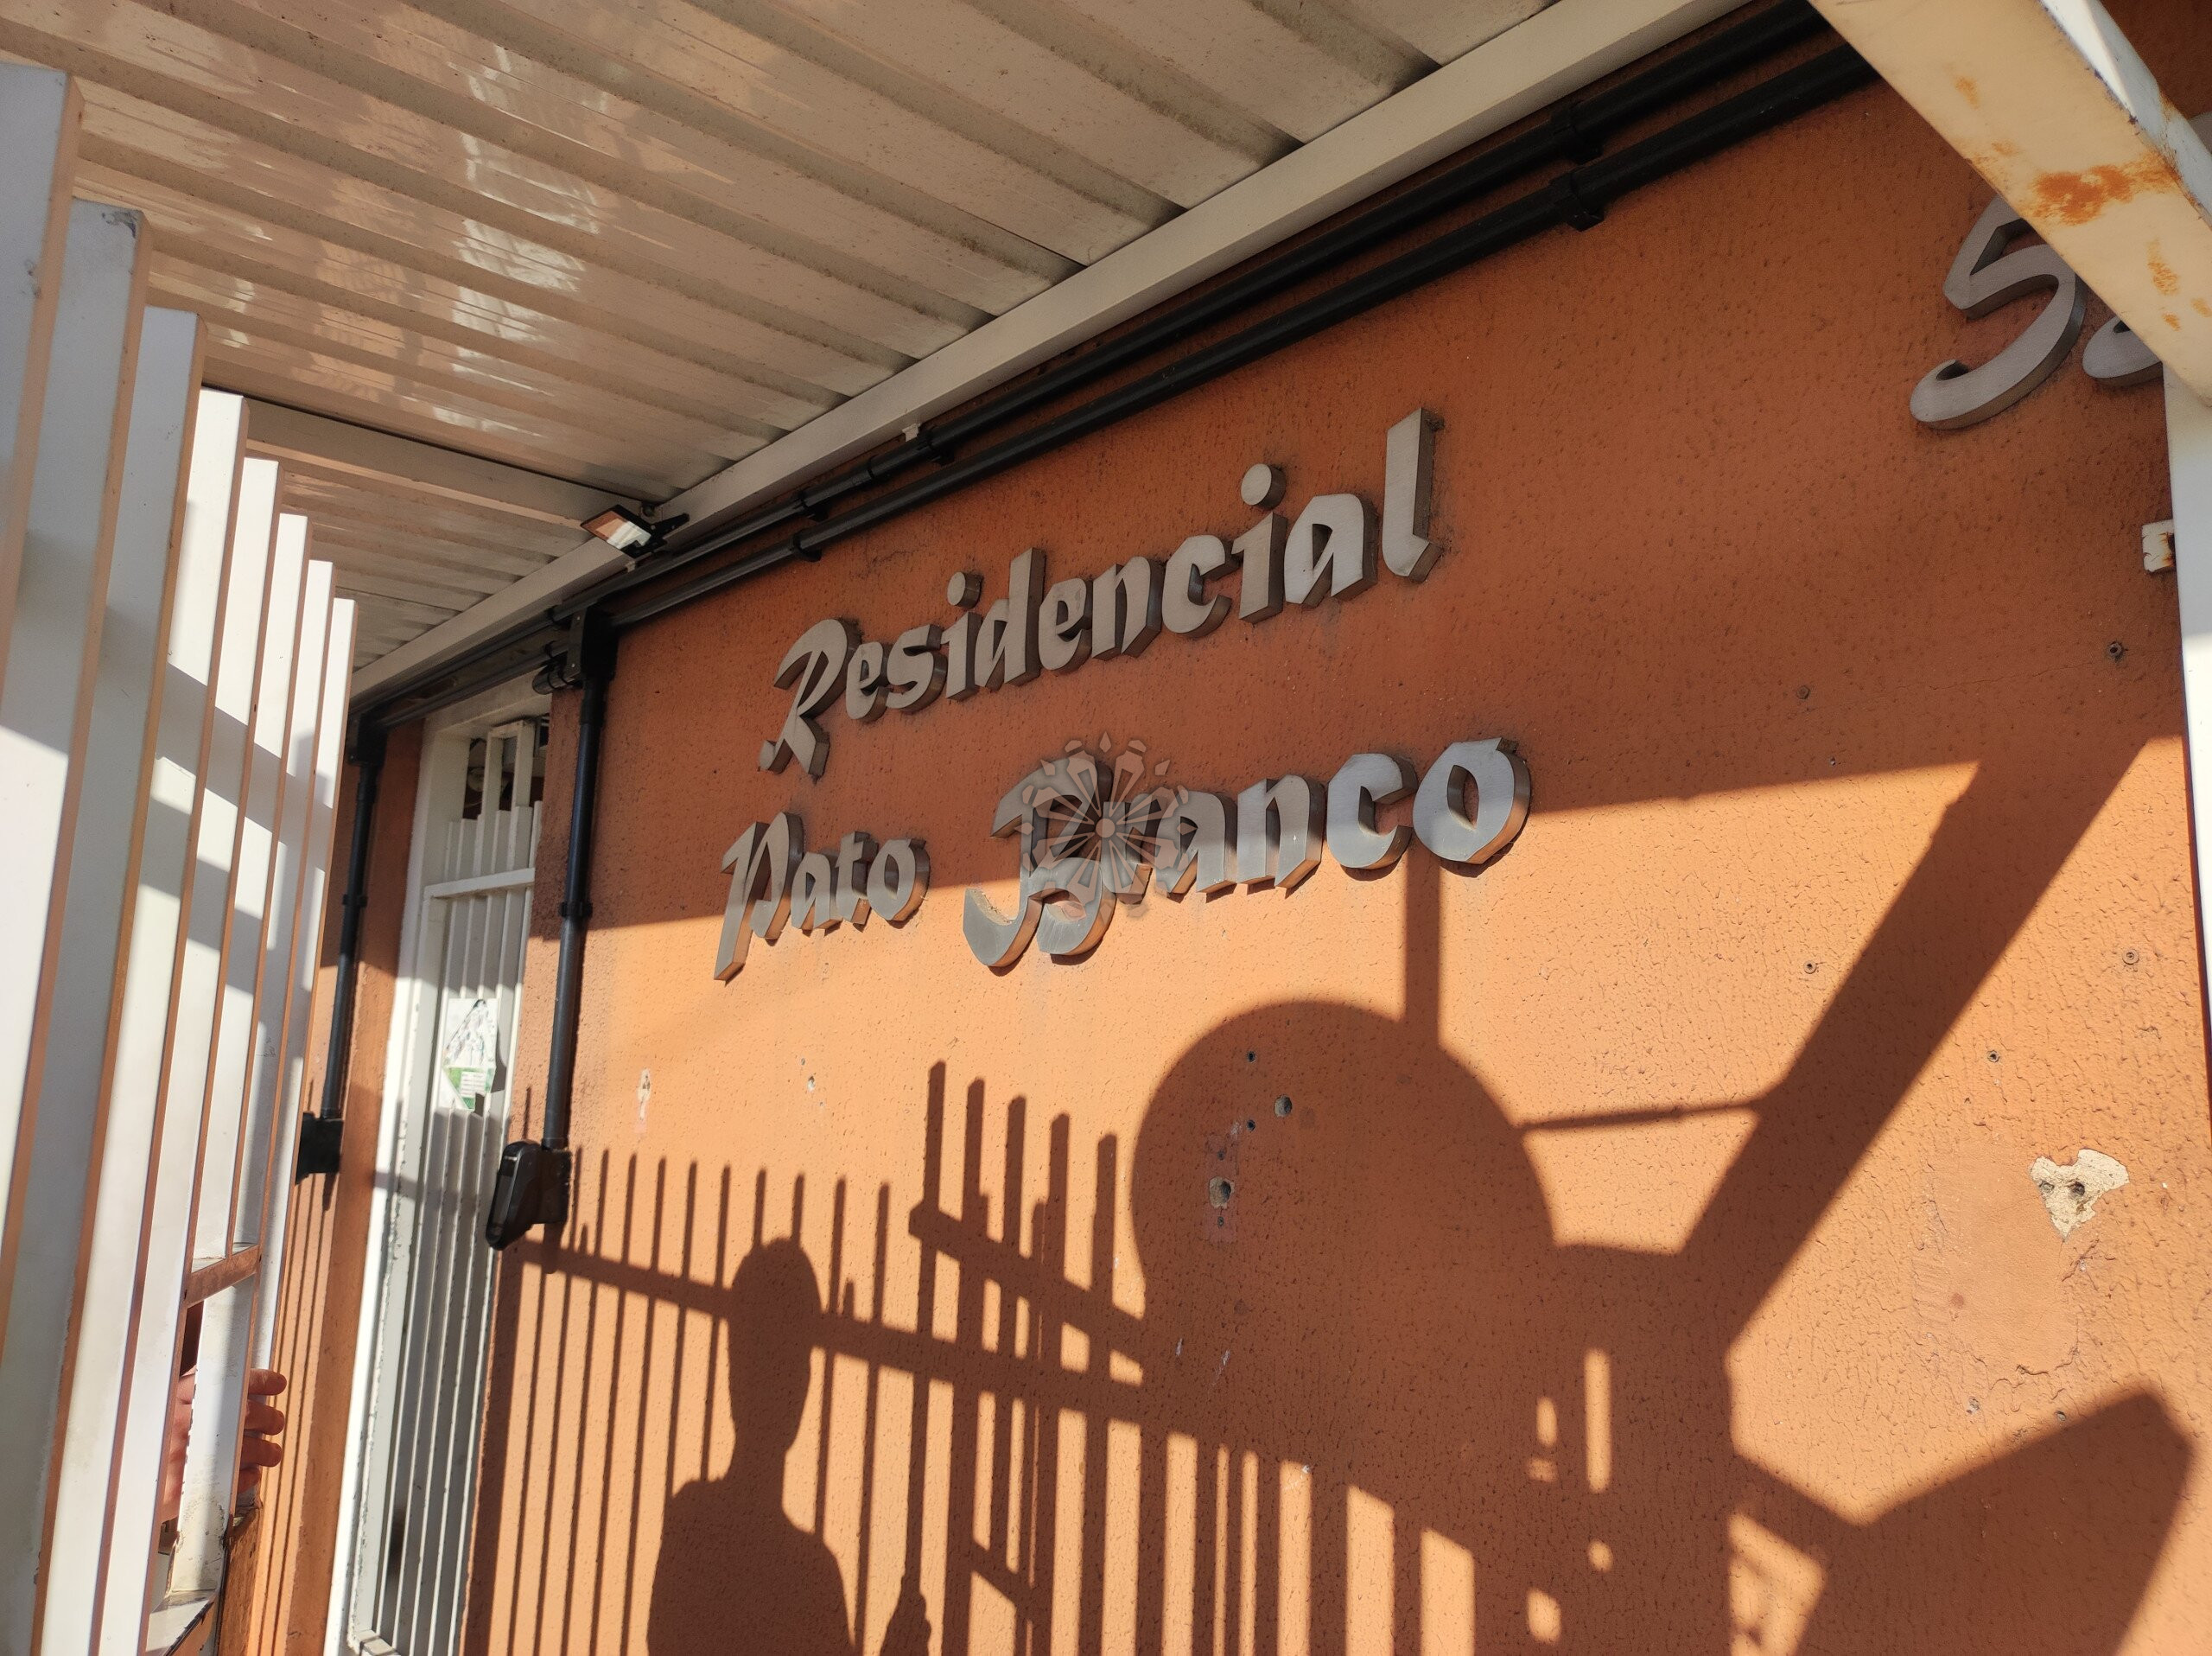 Residencial
Pato Branco